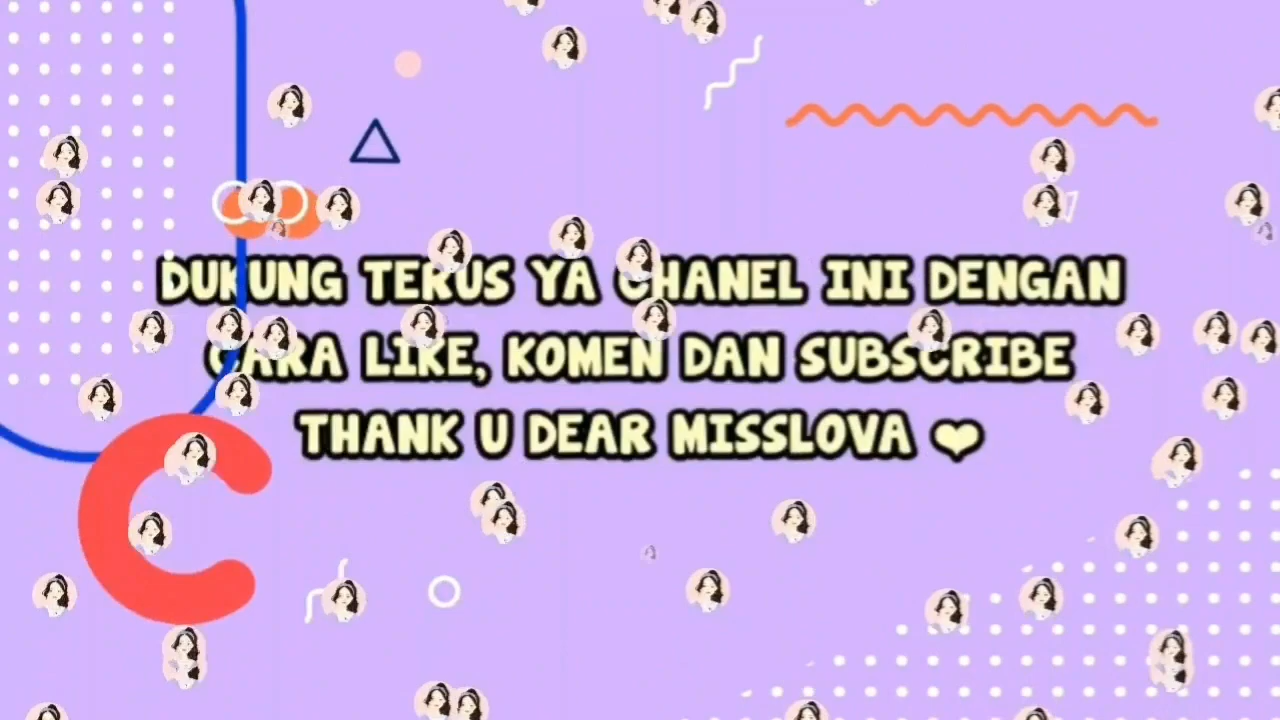 DUKUNG TERUS YA CHANEL INI DENGAN
CARA LIKE, KOMEN DAN SUBSCRIBE
THANK U DEAR MISSLOVA ❤